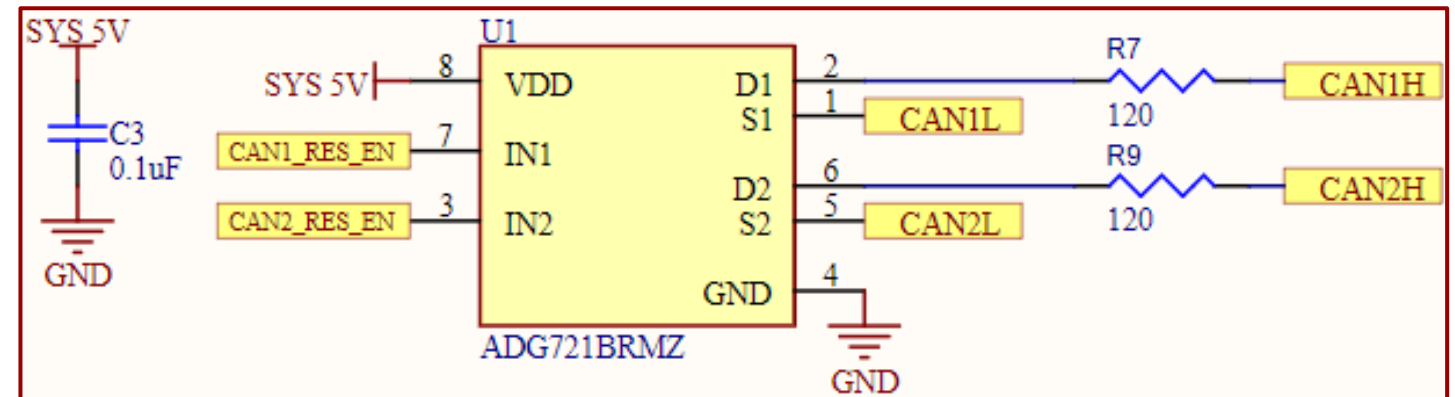 SYS 5V
C3
0.1uF
GND
SYS 5V
CAN1_RES_EN
CAN2_RES_EN
8
7
3
U1
VDD
IN1
IN2
D1
S1
D2
S2
GND
ADG721BRMZ
2
1
6
5
4
CAN1L
CAN2L
GND
R7
120
R9
120
CAN1H
CAN2H